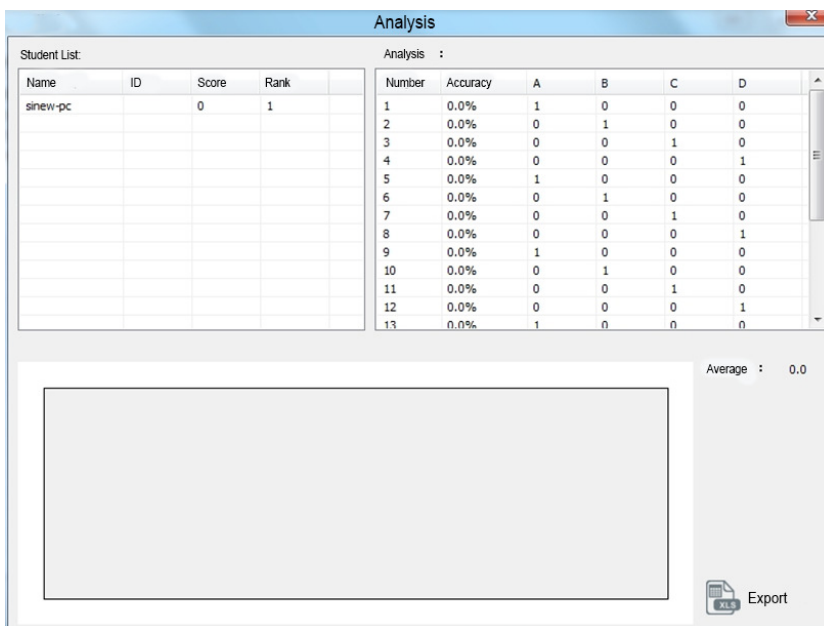 Analysis
Student List:
Name ID Score Rank
sinew-pc 0 1
Analysis :
Number Accuracy A B C D
1 0.0% 1 0 0 0
2 0.0% 0 1 0 0
3 0.0% 0 0 1 0
4 0.0% 0 0 0 1
5 0.0% 1 0 0 0
6 0.0% 0 1 0 0
7 0.0% 0 0 1 0
8 0.0% 0 0 0 1
9 0.0% 1 0 0 0
10 0.0% 0 1 0 0
11 0.0% 0 0 1 0
12 0.0% 0 0 0 1
13 0.0% 1 0 0 0
Average : 0.0
XLS
Export